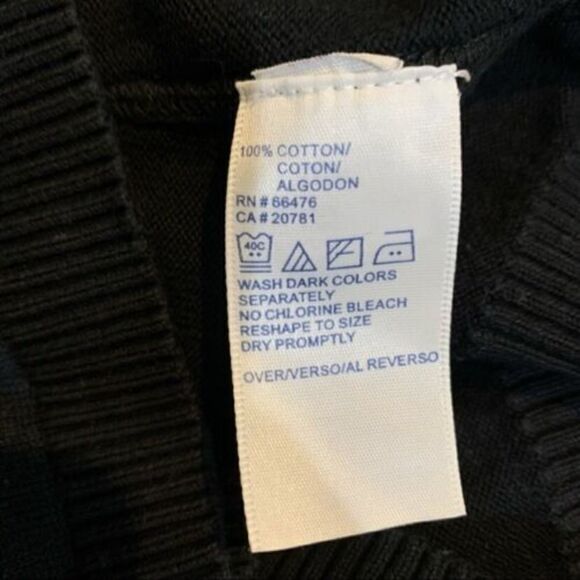 100% COTTON/
COTON/
ALGODON
RN # 66476
CA # 20781
40C
WASH DARK COLORS
SEPARATELY
NO CHLORINE BLEACH
RESHAPE TO SIZE
DRY PROMPTLY
OVER/VERSO/AL REVERSO